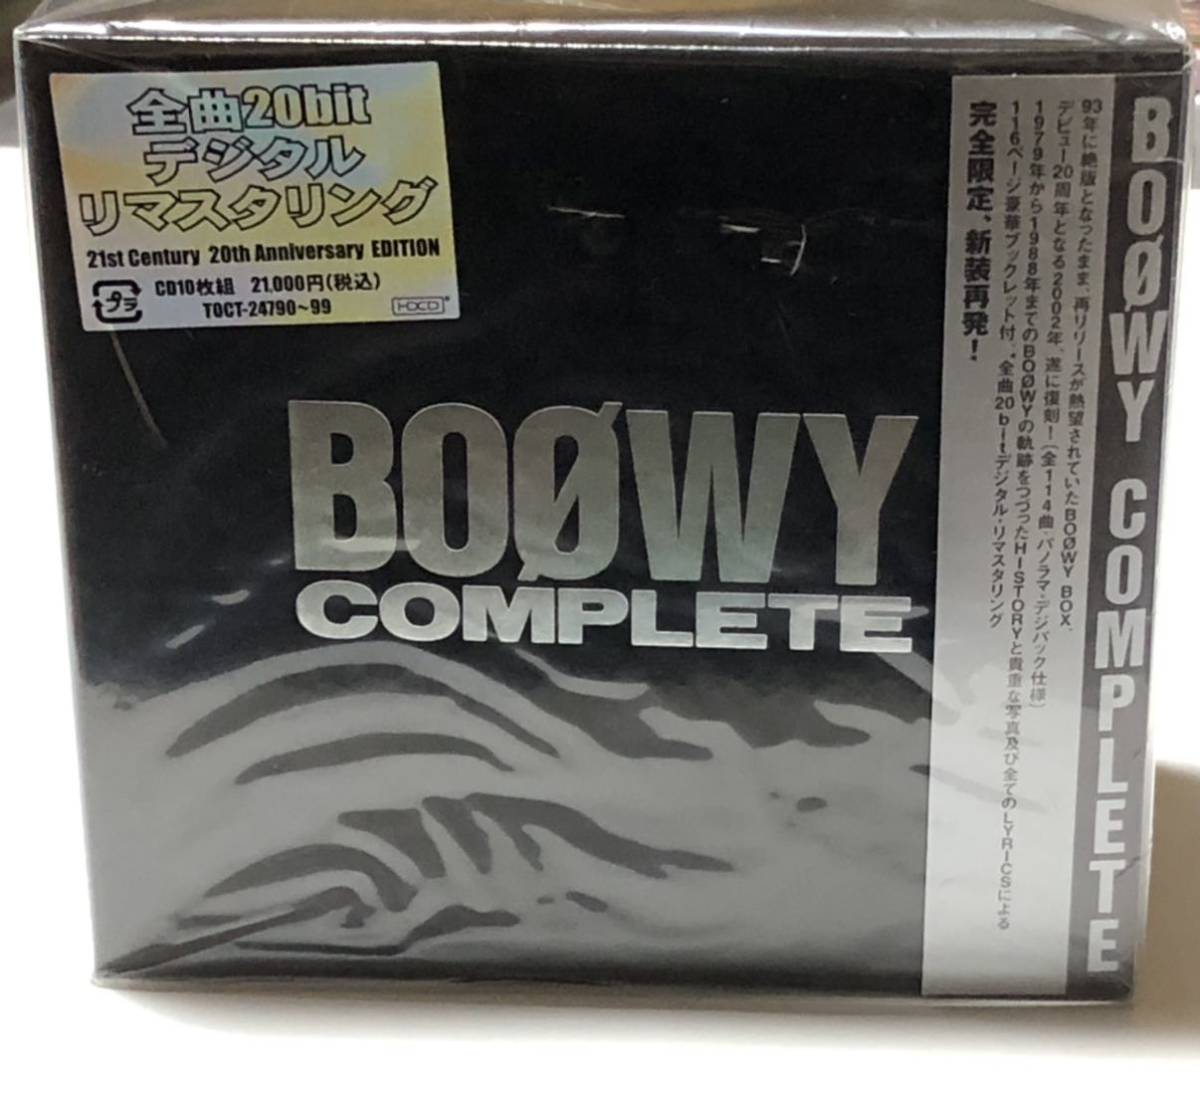 全曲20bit
デジタル
リマスタリング
21st Century 20th Anniversary EDITION
CD10枚組 21,000円(税込)
プラ
TOCT-24790~99
HDCD
BOØWY
COMPLETE
BOØWY COMPLETE
93年に絶版となったまま、再リリースが熱望されていたBOØWY BOX、
デビュー20周年となる2002年、遂に復刻!(全114曲・パノラマ・デジパック仕様)
1979年から1988年までのBOØWYの軌跡をつづったHISTORYと貴重な写真及び全てのLYRICSによる
116ページ豪華ブックレット付。全曲20bitデジタル・リマスタリング
完全限定、新装再発!